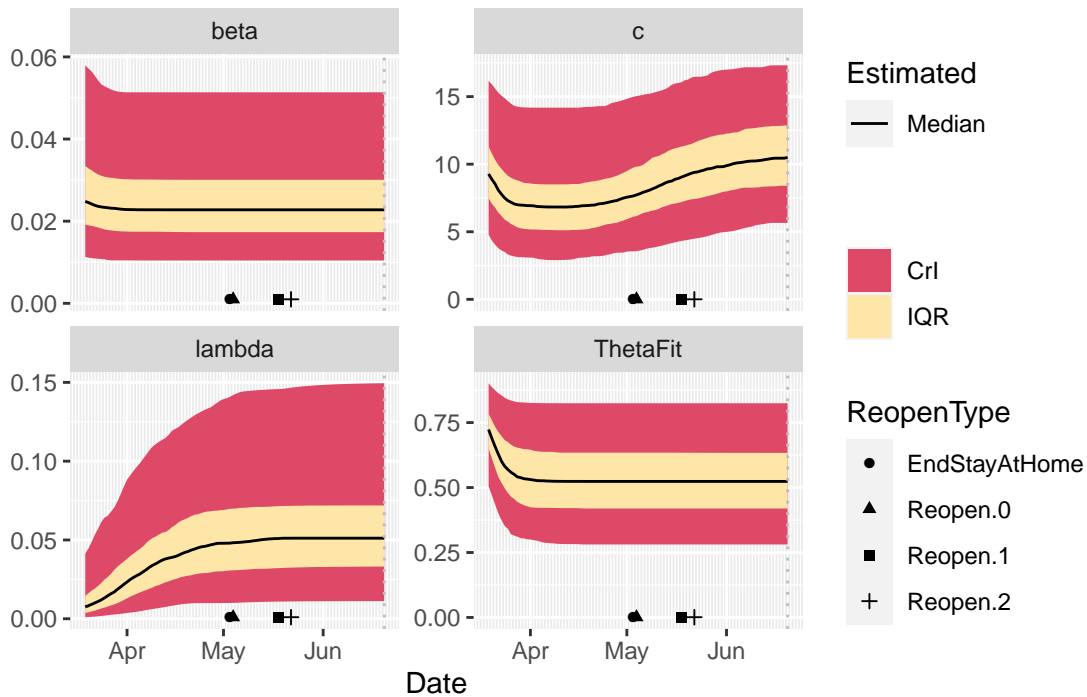 beta
c
0.06
0.04
0.02
0.00
15
10
5
0
lambda
ThetaFit
0.15
0.10
0.05
0.00
0.75
0.50
0.25
0.00
Apr May Jun
Apr May Jun
Date
Estimated
Median
CrI
IQR
ReopenType
EndStayAtHome
Reopen.0
Reopen.1
Reopen.2